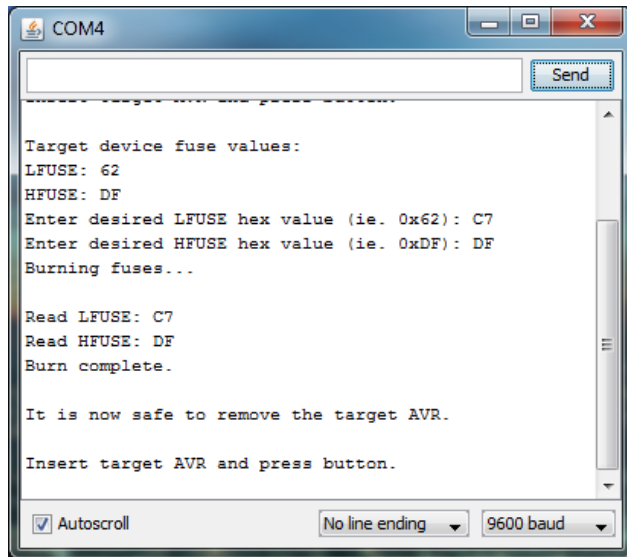 COM4
Send
Target device fuse values:
LFUSE: 62
HFUSE: DF
Enter desired LFUSE hex value (ie. 0x62): C7
Enter desired HFUSE hex value (ie. 0xDF): DF
Burning fuses...
Read LFUSE: C7
Read HFUSE: DF
Burn complete.
It is now safe to remove the target AVR.
Insert target AVR and press button.
Autoscroll
No line ending
9600 baud